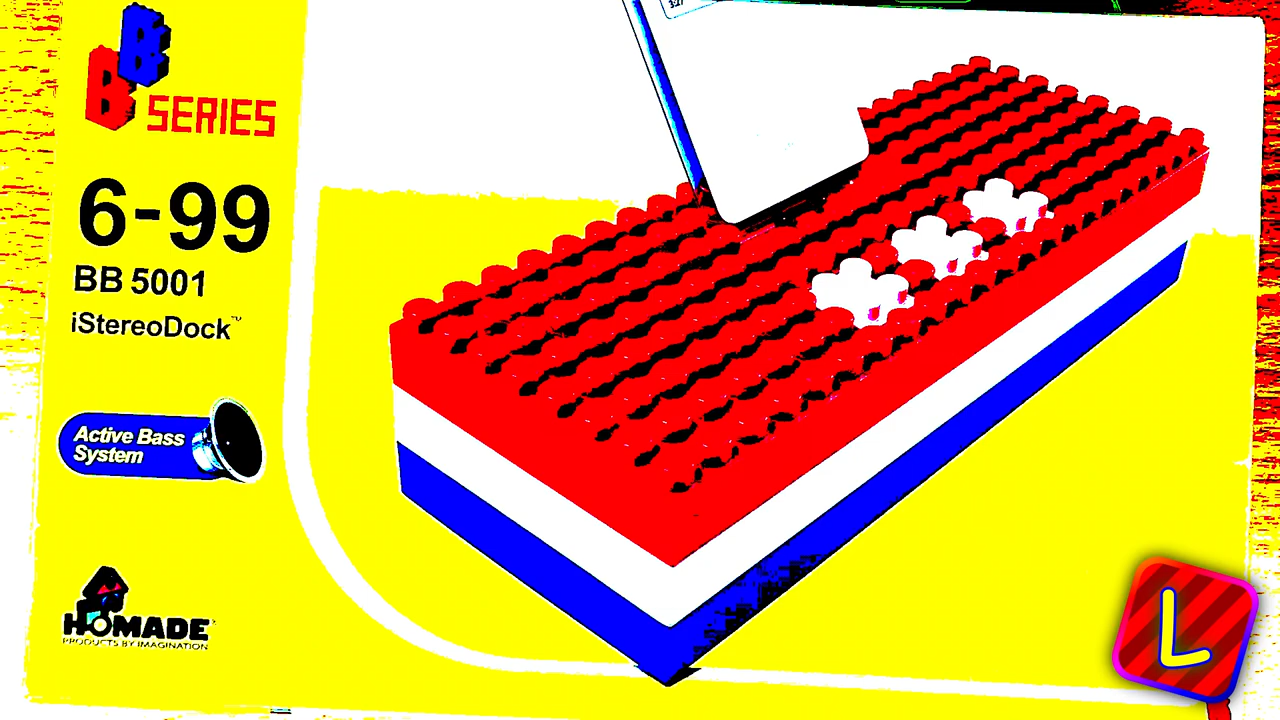 BB SERIES
6-99
BB 5001
iStereoDock™
Active Bass
System
HOMADE
PRODUCTS BY IMAGINATION
L